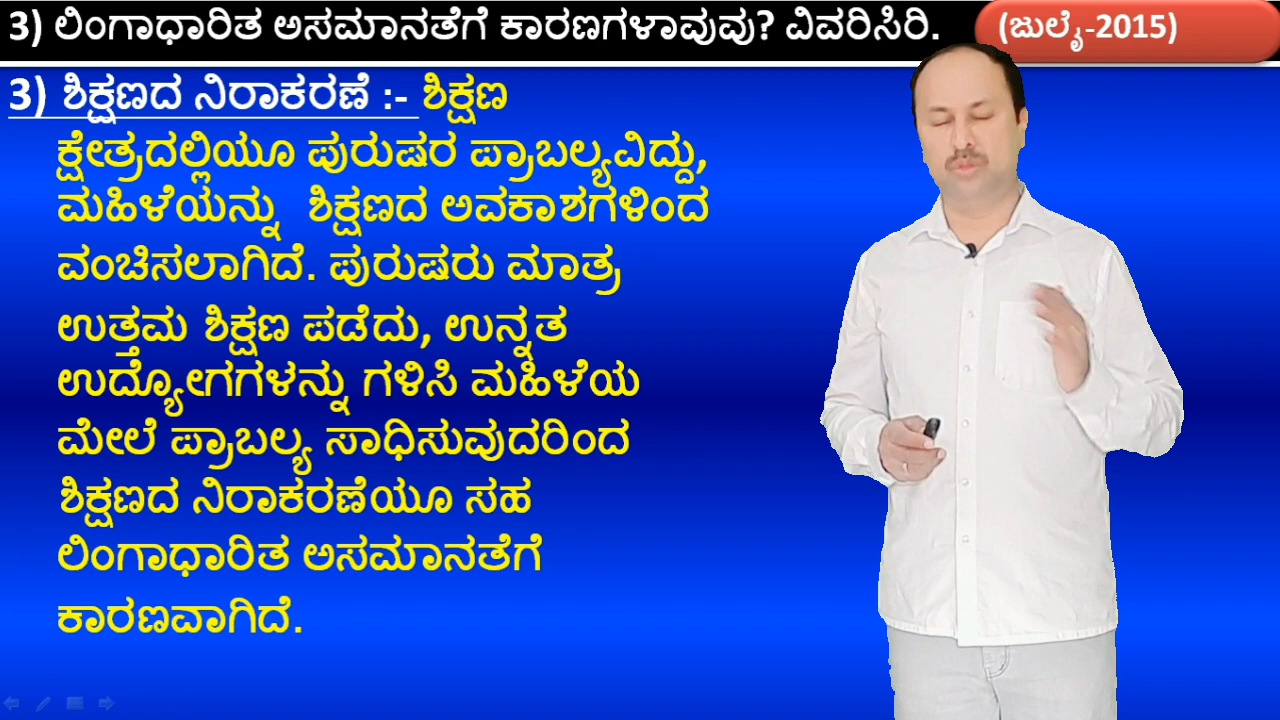 3) ಲಿಂಗಾಧಾರಿತ ಅಸಮಾನತೆಗೆ ಕಾರಣಗಳಾವುವು? ವಿವರಿಸಿರಿ. (ಜುಲೈ-2015)
3) ಶಿಕ್ಷಣದ ನಿರಾಕರಣೆ :- ಶಿಕ್ಷಣ
ಕ್ಷೇತ್ರದಲ್ಲಿಯೂ ಪುರುಷರ ಪ್ರಾಬಲ್ಯವಿದ್ದು,
ಮಹಿಳೆಯನ್ನು ಶಿಕ್ಷಣದ ಅವಕಾಶಗಳಿಂದ
ವಂಚಿಸಲಾಗಿದೆ. ಪುರುಷರು ಮಾತ್ರ
ಉತ್ತಮ ಶಿಕ್ಷಣ ಪಡೆದು, ಉನ್ನತ
ಉದ್ಯೋಗಗಳನ್ನು ಗಳಿಸಿ ಮಹಿಳೆಯ
ಮೇಲೆ ಪ್ರಾಬಲ್ಯ ಸಾಧಿಸುವುದರಿಂದ
ಶಿಕ್ಷಣದ ನಿರಾಕರಣೆಯೂ ಸಹ
ಲಿಂಗಾಧಾರಿತ ಅಸಮಾನತೆಗೆ
ಕಾರಣವಾಗಿದೆ.